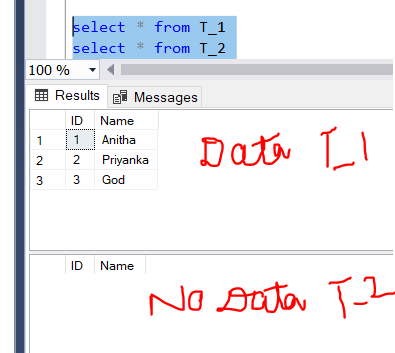 select * from T_1
select * from T_2
100 %
Results Messages
ID Name
1 1 Anitha
2 2 Priyanka
3 3 God
Data T_1
ID Name
No Data T-2